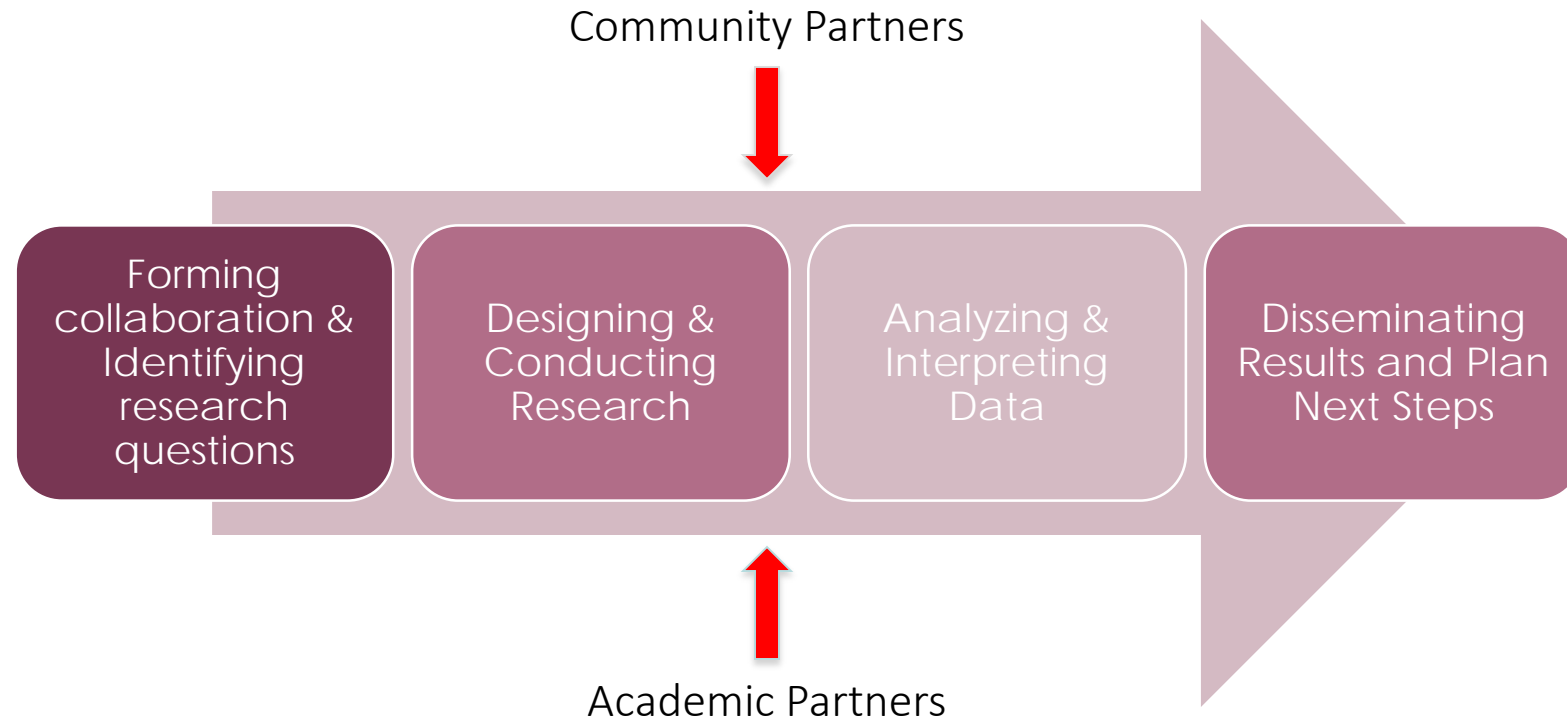 Community Partners
Forming
collaboration &
Identifying
research
questions
Designing &
Conducting
Research
Analyzing &
Interpreting
Data
Disseminating
Results and Plan
Next Steps
Academic Partners